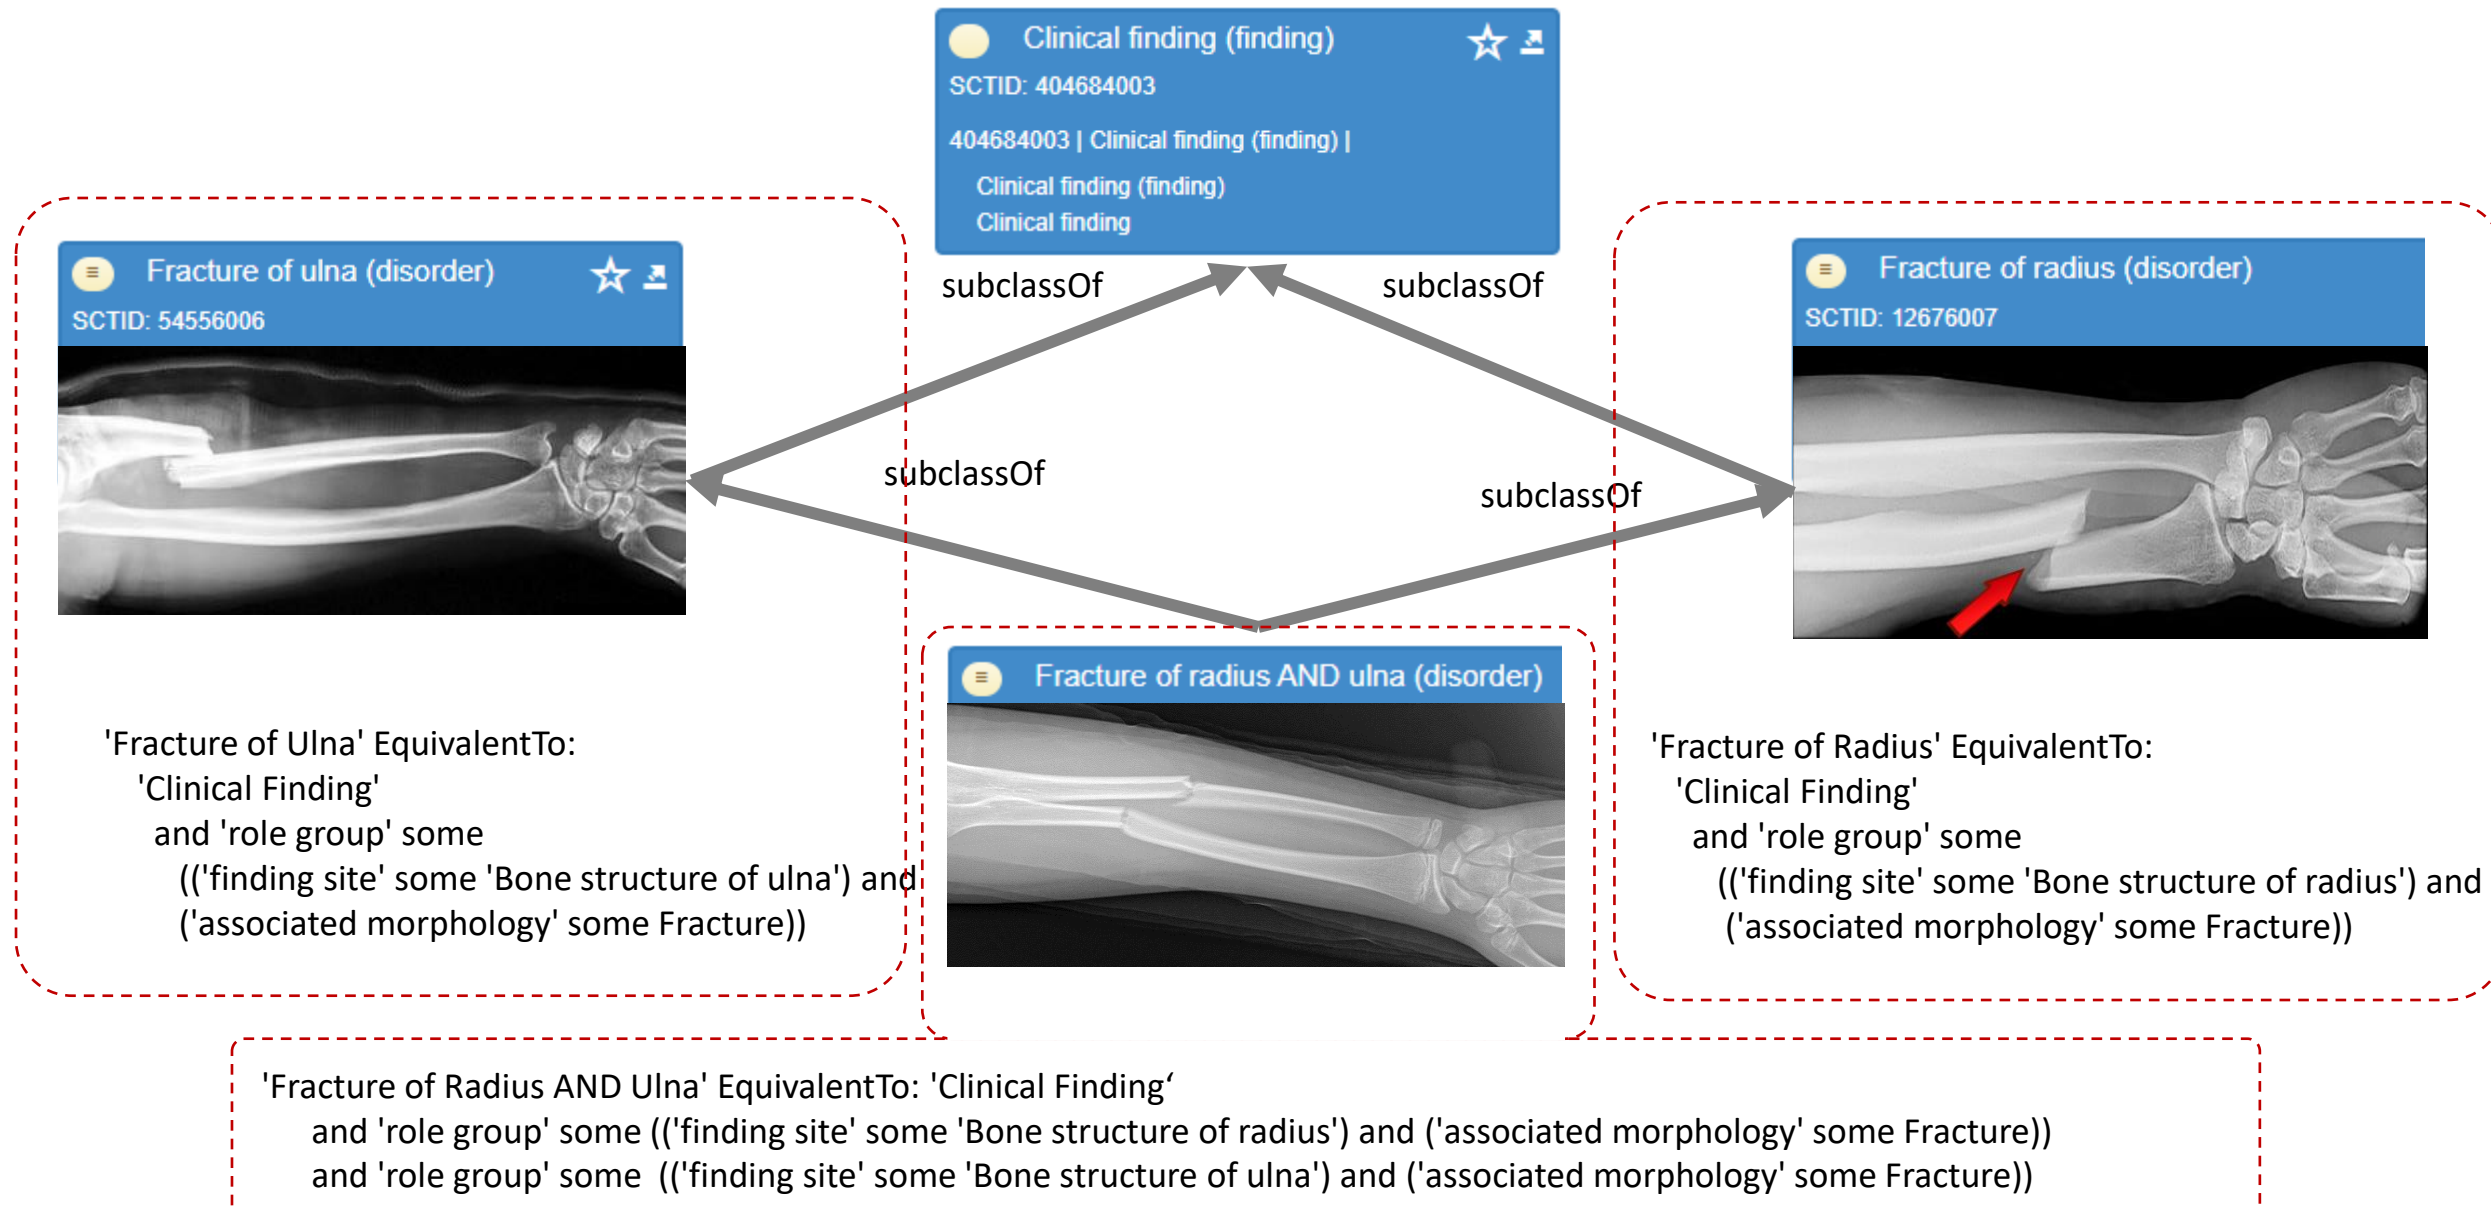 Clinical finding (finding)
SCTID: 404684003
404684003 | Clinical finding (finding) |
Clinical finding (finding)
Clinical finding
Fracture of ulna (disorder)
SCTID: 54556006
Fracture of radius (disorder)
SCTID: 12676007
subclassOf
subclassOf
subclassOf
subclassOf
Fracture of radius AND ulna (disorder)
'Fracture of Ulna' EquivalentTo:
'Clinical Finding'
and 'role group' some
(('finding site' some 'Bone structure of ulna') and
('associated morphology' some Fracture))
'Fracture of Radius' EquivalentTo:
'Clinical Finding'
and 'role group' some
(('finding site' some 'Bone structure of radius') and
('associated morphology' some Fracture))
'Fracture of Radius AND Ulna' EquivalentTo: 'Clinical Finding‘
and 'role group' some (('finding site' some 'Bone structure of radius') and ('associated morphology' some Fracture))
and 'role group' some (('finding site' some 'Bone structure of ulna') and ('associated morphology' some Fracture))